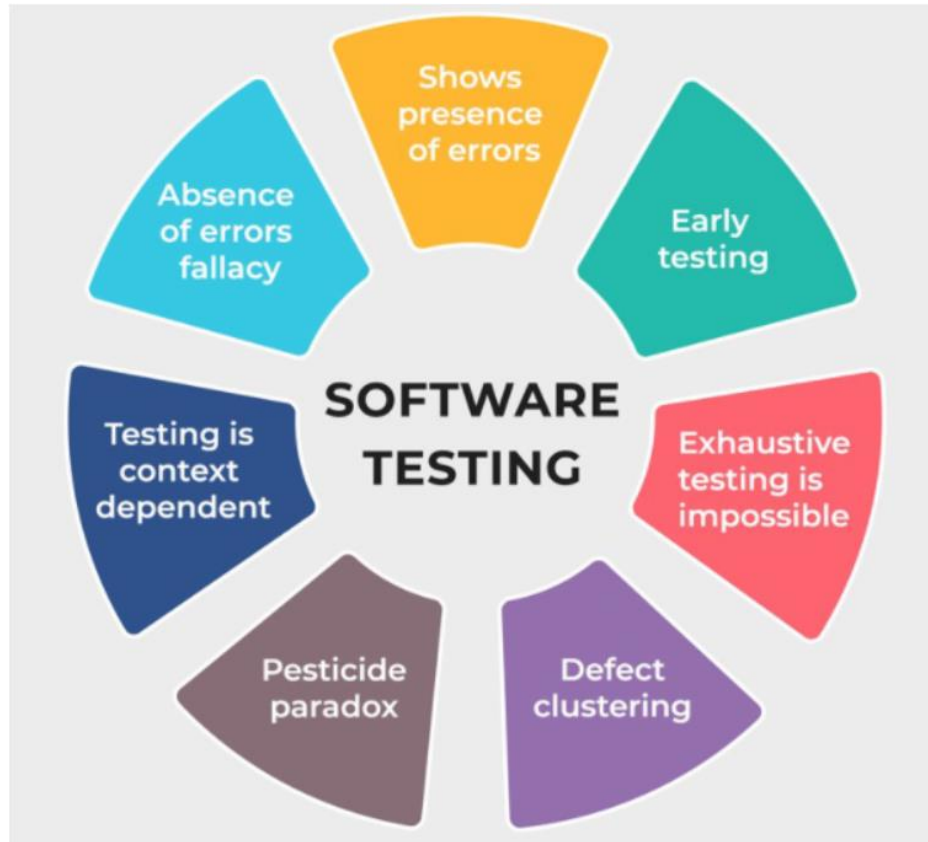 Shows
presence
of errors
Early
testing
Exhaustive
testing is
impossible
Defect
clustering
Pesticide
paradox
Testing is
context
dependent
Absence
of errors
fallacy
SOFTWARE
TESTING